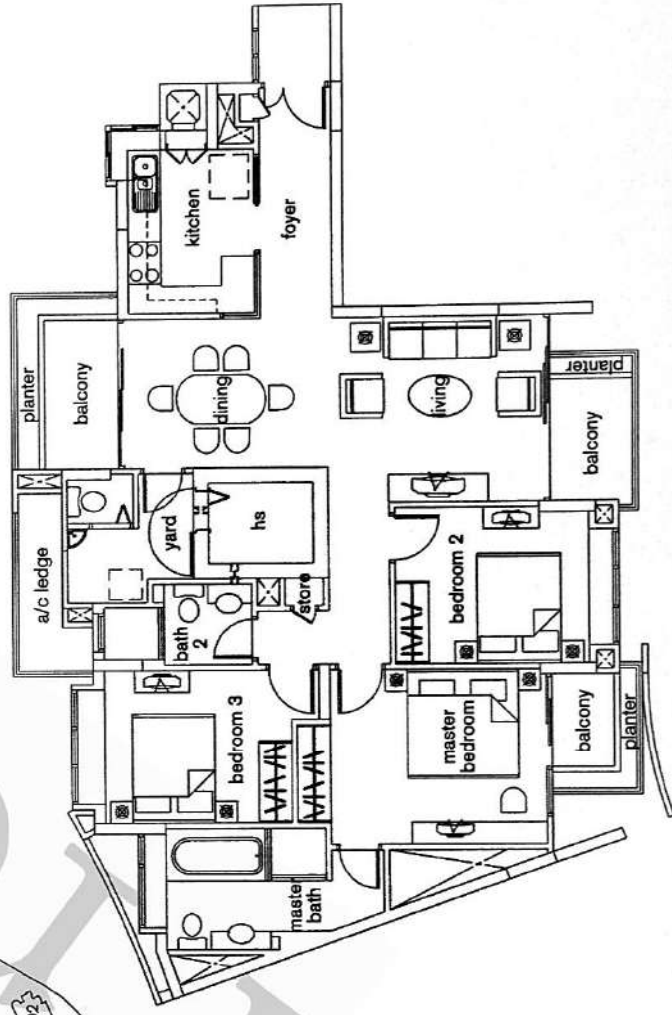 planter
balcony
a/c ledge
kitchen
foyer
dining
living
planter
balcony
yard
hs
store
bath
2
bedroom 2
bedroom 3
master
bedroom
balcony
planter
master
bath